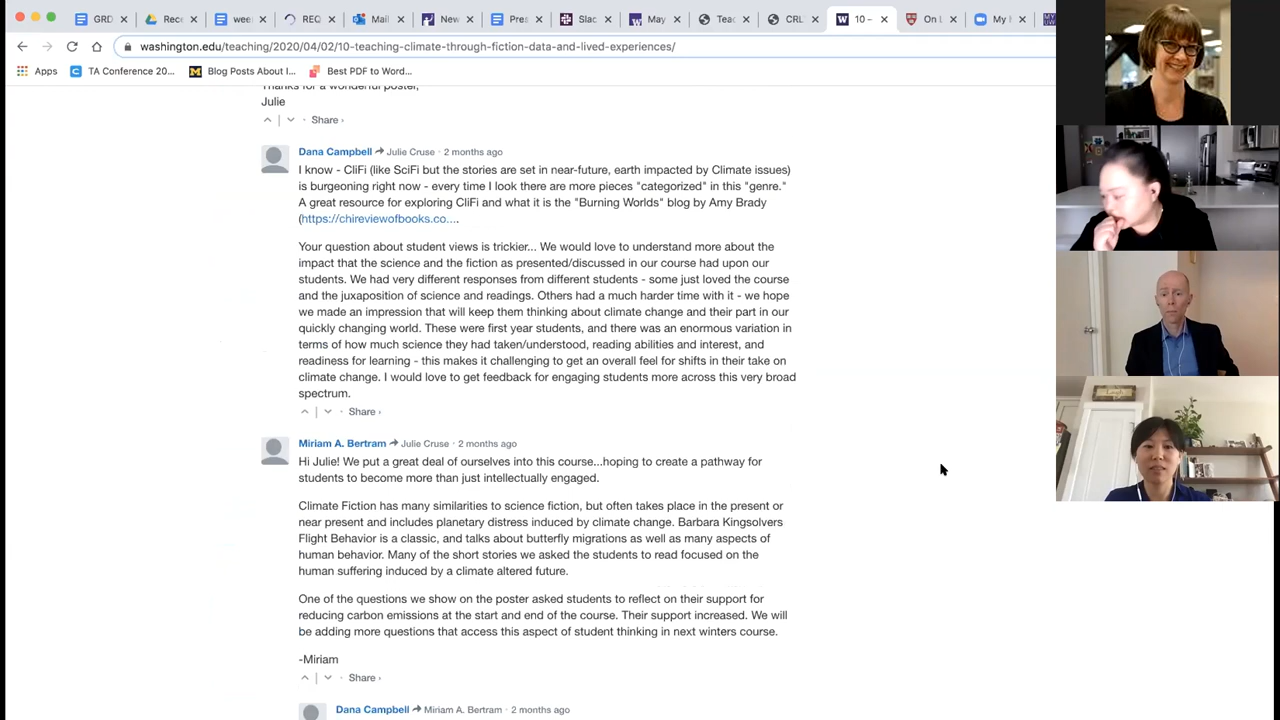 GRD
Rece
wee
REQ
Mail
New
Pres
Slac
May
Teac
CRL
10 –
On L
My H
washington.edu/teaching/2020/04/02/10-teaching-climate-through-fiction-data-and-lived-experiences/
Apps
TA Conference 20...
Blog Posts About I...
Best PDF to Word...
Thanks for a wonderful poster,
Julie
Share ›
Dana Campbell Julie Cruse · 2 months ago
I know - CliFi (like SciFi but the stories are set in near-future, earth impacted by Climate issues)
is burgeoning right now - every time I look there are more pieces "categorized" in this "genre."
A great resource for exploring CliFi and what it is the "Burning Worlds" blog by Amy Brady
(https://chireviewofbooks.co....
Your question about student views is trickier... We would love to understand more about the
impact that the science and the fiction as presented/discussed in our course had upon our
students. We had very different responses from different students - some just loved the course
and the juxaposition of science and readings. Others had a much harder time with it - we hope
we made an impression that will keep them thinking about climate change and their part in our
quickly changing world. These were first year students, and there was an enormous variation in
terms of how much science they had taken/understood, reading abilities and interest, and
readiness for learning - this makes it challenging to get an overall feel for shifts in their take on
climate change. I would love to get feedback for engaging students more across this very broad
spectrum.
Share ›
Miriam A. Bertram Julie Cruse · 2 months ago
Hi Julie! We put a great deal of ourselves into this course...hoping to create a pathway for
students to become more than just intellectually engaged.
Climate Fiction has many similarities to science fiction, but often takes place in the present or
near present and includes planetary distress induced by climate change. Barbara Kingsolvers
Flight Behavior is a classic, and talks about butterfly migrations as well as many aspects of
human behavior. Many of the short stories we asked the students to read focused on the
human suffering induced by a climate altered future.
One of the questions we show on the poster asked students to reflect on their support for
reducing carbon emissions at the start and end of the course. Their support increased. We will
be adding more questions that access this aspect of student thinking in next winters course.
-Miriam
Share ›
Dana Campbell Miriam A. Bertram · 2 months ago